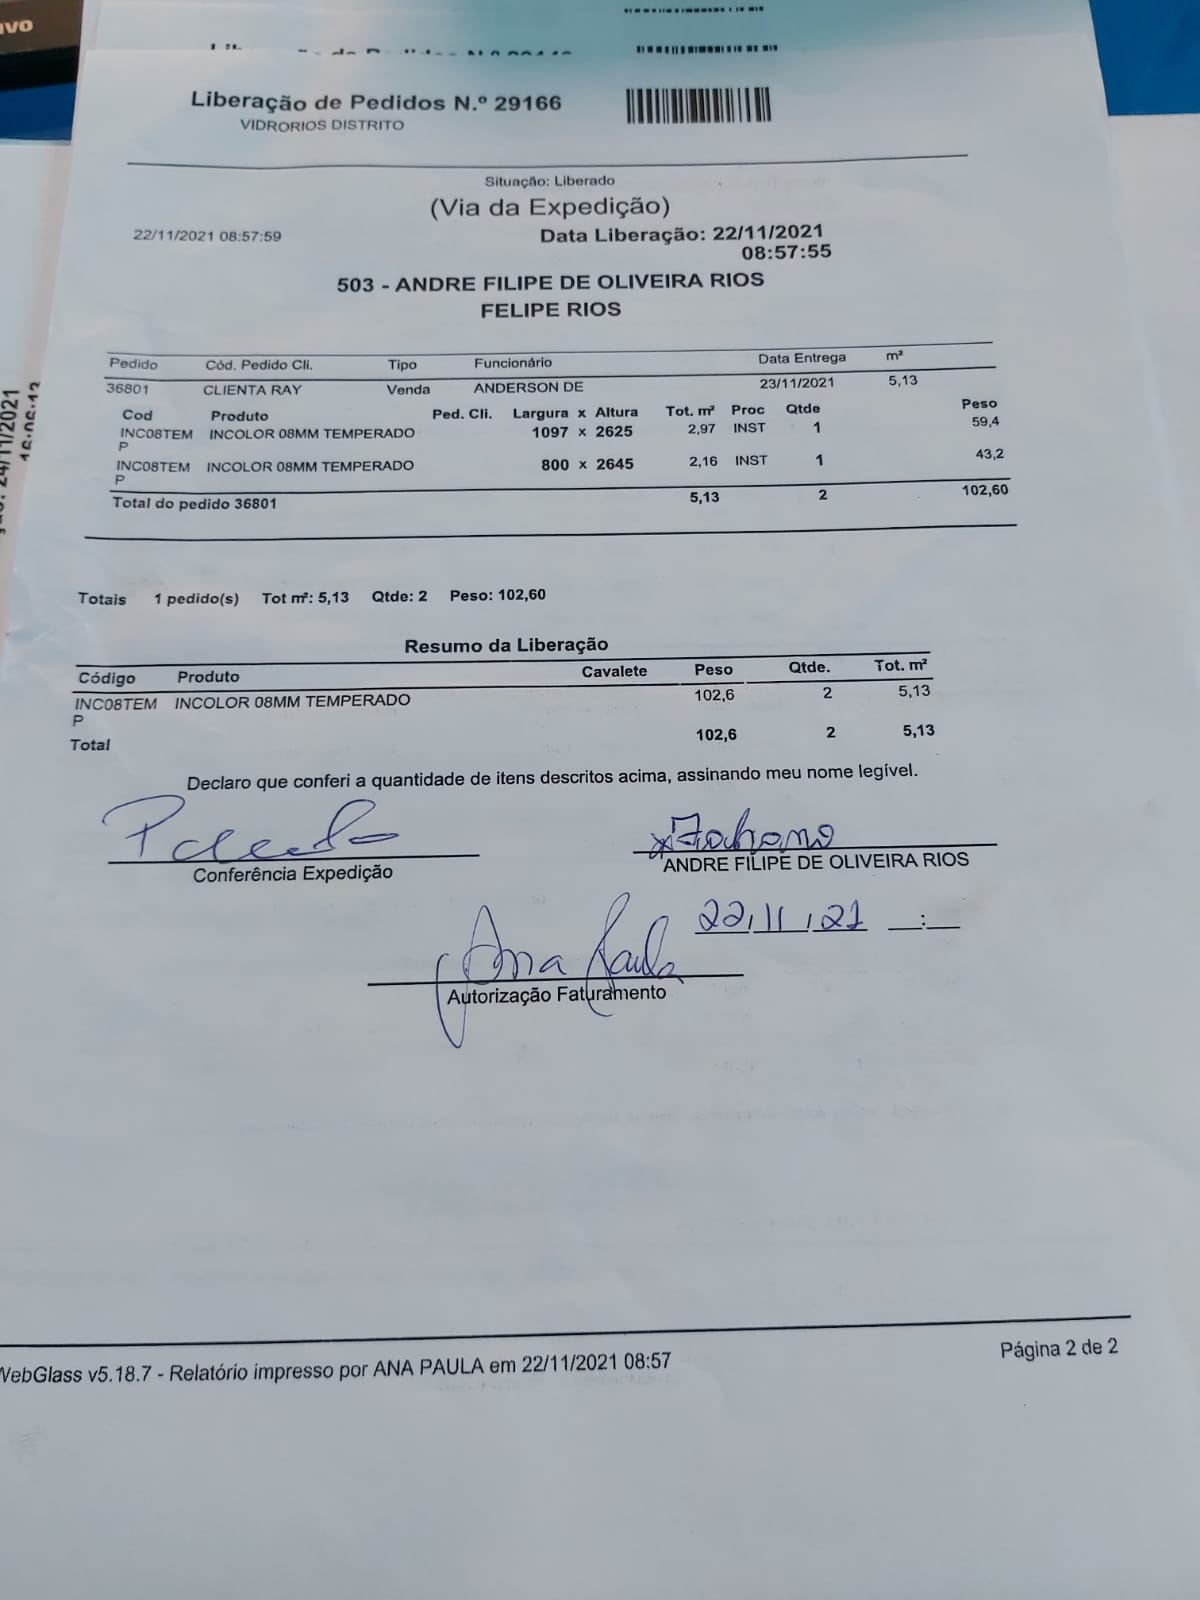 IVO
Liberação de Pedidos N.º 29166
VIDRORIOS DISTRITO
Situação: Liberado
(Via da Expedição)
22/11/2021 08:57:59
Data Liberação: 22/11/2021
08:57:55
503 - ANDRE FILIPE DE OLIVEIRA RIOS
FELIPE RIOS
Pedido Cód. Pedido Cli. Tipo Funcionário Data Entrega m²
36801 CLIENTA RAY Venda ANDERSON DE 23/11/2021 5,13
Cod Produto Ped. Cli. Largura x Altura Tot. m² Proc Qtde Peso
INC08TEM INCOLOR 08MM TEMPERADO 1097 x 2625 2,97 INST 1 59,4
P
INC08TEM INCOLOR 08MM TEMPERADO 800 x 2645 2,16 INST 1 43,2
P
Total do pedido 36801 5,13 2 102,60
Totais 1 pedido(s) Tot m²: 5,13 Qtde: 2 Peso: 102,60
Resumo da Liberação
Código Produto Cavalete Peso Qtde. Tot. m²
INC08TEM INCOLOR 08MM TEMPERADO 102,6 2 5,13
P
Total 102,6 2 5,13
Declaro que conferi a quantidade de itens descritos acima, assinando meu nome legível.
Conferência Expedição
ANDRE FILIPE DE OLIVEIRA RIOS
22/11/21 __:__
Ana Paula
Autorização Faturamento
WebGlass v5.18.7 - Relatório impresso por ANA PAULA em 22/11/2021 08:57
Página 2 de 2
24/11/2021
16:06:12